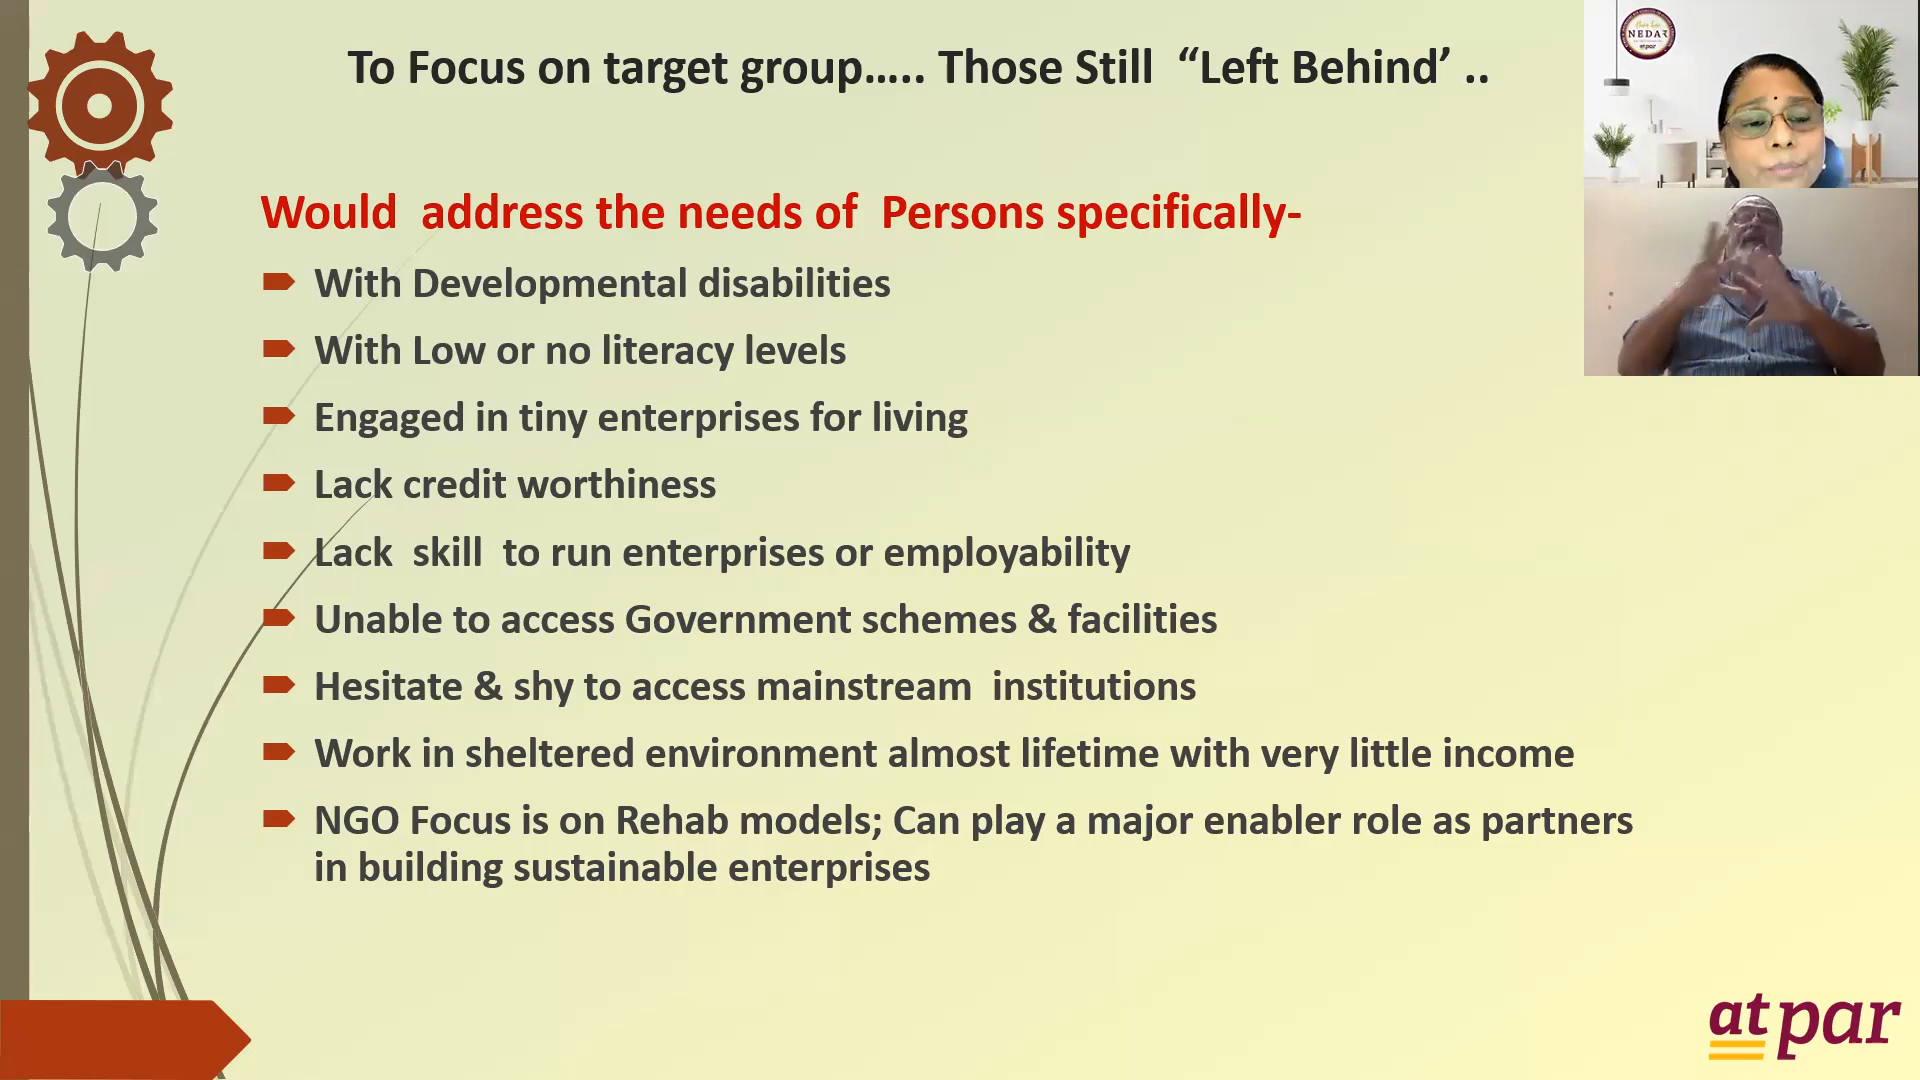 To Focus on target group..... Those Still “Left Behind’ ..
NEDAR
atpar
Would address the needs of Persons specifically-
With Developmental disabilities
With Low or no literacy levels
Engaged in tiny enterprises for living
Lack credit worthiness
Lack skill to run enterprises or employability
Unable to access Government schemes & facilities
Hesitate & shy to access mainstream institutions
Work in sheltered environment almost lifetime with very little income
NGO Focus is on Rehab models; Can play a major enabler role as partners
in building sustainable enterprises
at par